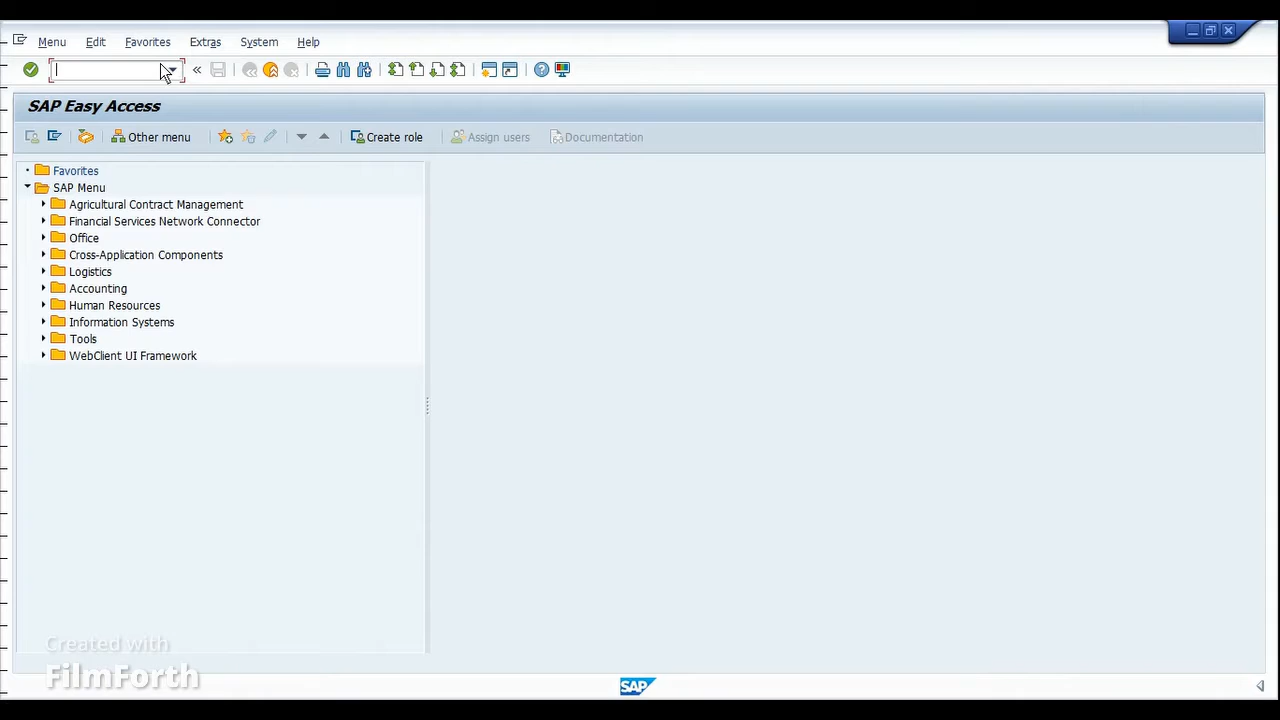 Menu Edit Favorites Extras System Help
SAP Easy Access
Other menu Create role Assign users Documentation
Favorites
SAP Menu
Agricultural Contract Management
Financial Services Network Connector
Office
Cross-Application Components
Logistics
Accounting
Human Resources
Information Systems
Tools
WebClient UI Framework
Created with
FilmForth
SAP